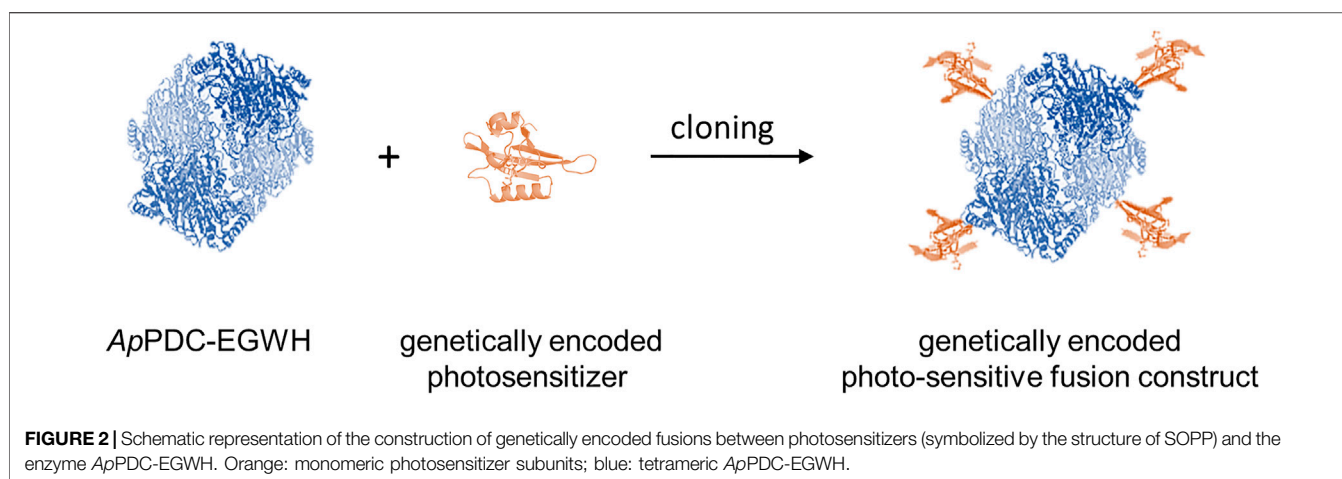 +
cloning
ApPDC-EGWH
genetically encoded
photosensitizer
genetically encoded
photo-sensitive fusion construct
FIGURE 2 | Schematic representation of the construction of genetically encoded fusions between photosensitizers (symbolized by the structure of SOPP) and the
enzyme ApPDC-EGWH. Orange: monomeric photosensitizer subunits; blue: tetrameric ApPDC-EGWH.